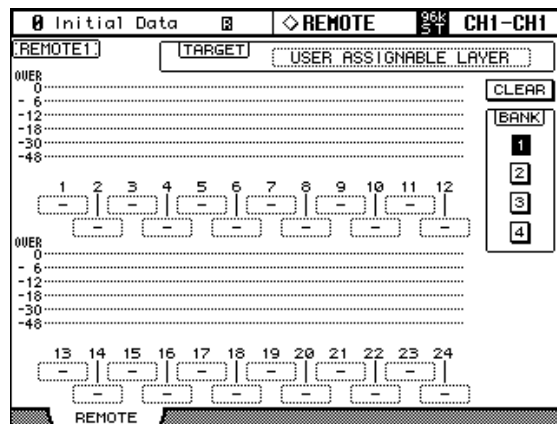 0 Initial Data ◇REMOTE 96k ST CH1-CH1
REMOTE1 TARGET USER ASSIGNABLE LAYER
CLEAR
OVER
0
- 6
-12
-18
-30
-48
BANK
1
2
3
4
1 2 3 4 5 6 7 8 9 10 11 12
- - - - - -
- - - - - -
OVER
0
- 6
-12
-18
-30
-48
13 14 15 16 17 18 19 20 21 22 23 24
- - - - - -
- - - - - -
REMOTE